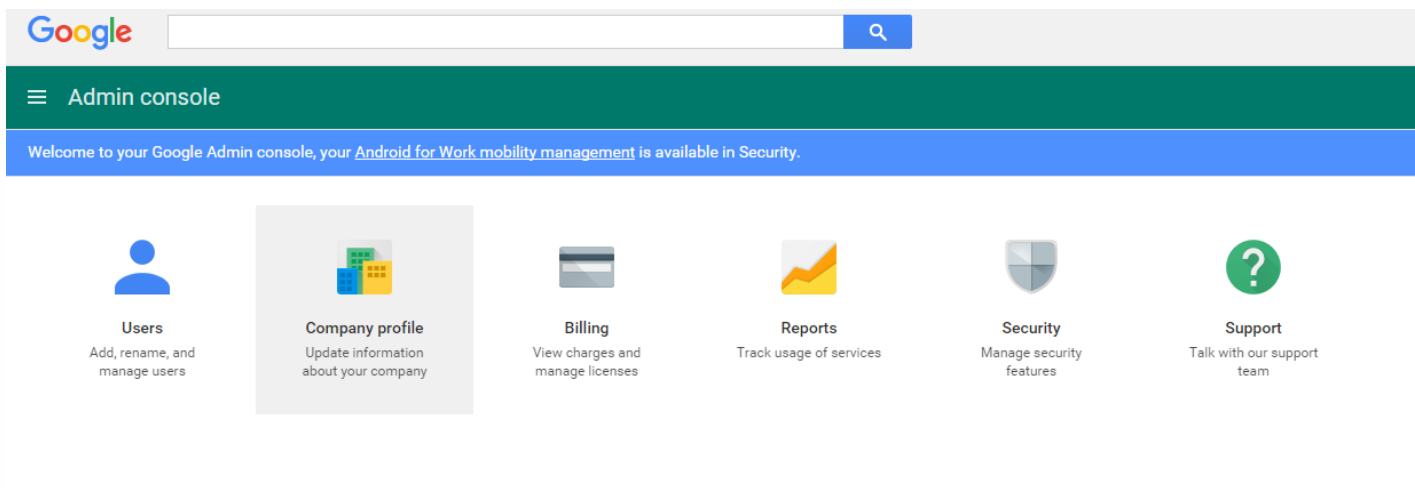 Google
Admin console
Welcome to your Google Admin console, your Android for Work mobility management is available in Security.
Users
Add, rename, and
manage users
Company profile
Update information
about your company
Billing
View charges and
manage licenses
Reports
Track usage of services
Security
Manage security
features
Support
Talk with our support
team
?